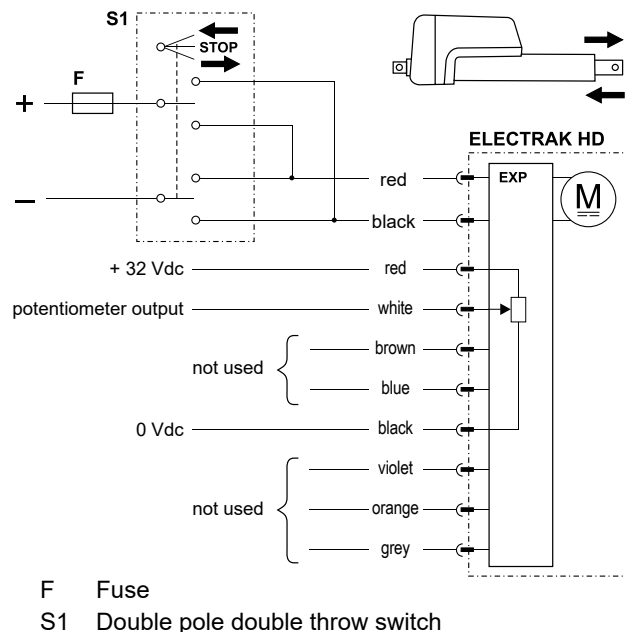 S1
STOP
F
+
–
ELECTRAK HD
EXP
M
red
black
+ 32 Vdc red
potentiometer output white
not used
brown
blue
0 Vdc black
not used
violet
orange
grey
F Fuse
S1 Double pole double throw switch